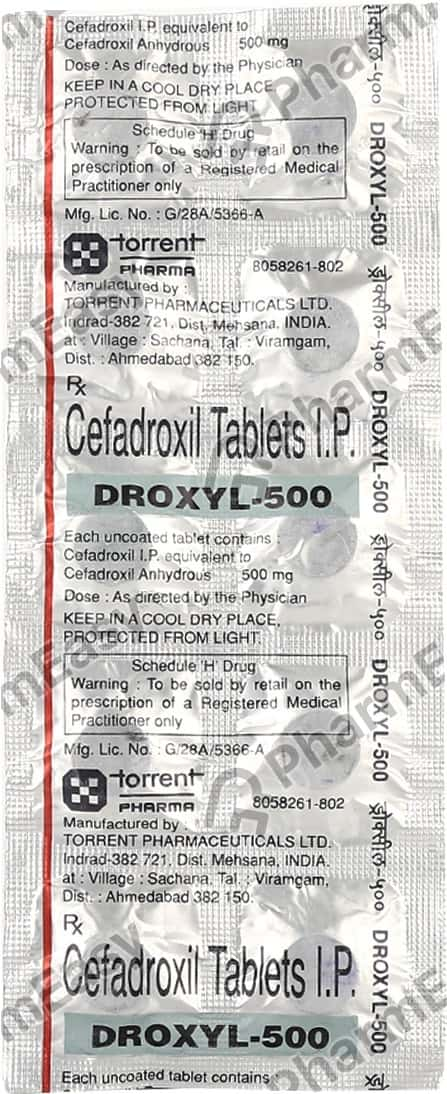 Cefadroxil I.P. equivalent to
Cefadroxil Anhydrous 500 mg
Dose : As directed by the Physician
KEEP IN A COOL DRY PLACE,
PROTECTED FROM LIGHT.
Schedule 'H' Drug
Warning : To be sold by retail on the
prescription of a Registered Medical
Practitioner only
Mfg. Lic. No. : G/28A/5366-A
torrent
PHARMA 8058261-802
Manufactured by :
TORRENT PHARMACEUTICALS LTD.
Indrad-382 721, Dist. Mehsana, INDIA.
at : Village : Sachana, Tal. : Viramgam,
Dist. : Ahmedabad 382 150.
Rx
Cefadroxil Tablets I.P.
DROXYL-500
Each uncoated tablet contains :
Cefadroxil I.P. equivalent to
Cefadroxil Anhydrous 500 mg
Dose : As directed by the Physician
KEEP IN A COOL DRY PLACE,
PROTECTED FROM LIGHT.
Schedule 'H' Drug
Warning : To be sold by retail on the
prescription of a Registered Medical
Practitioner only
Mfg. Lic. No. : G/28A/5366-A
torrent
PHARMA 8058261-802
Manufactured by :
TORRENT PHARMACEUTICALS LTD.
Indrad-382 721, Dist. Mehsana, INDIA.
at : Village : Sachana, Tal. : Viramgam,
Dist. : Ahmedabad 382 150.
Rx
Cefadroxil Tablets I.P.
DROXYL-500
Each uncoated tablet contains :
DROXYL-500
DROXYL-500
DROXYL-500
DROXYL-500